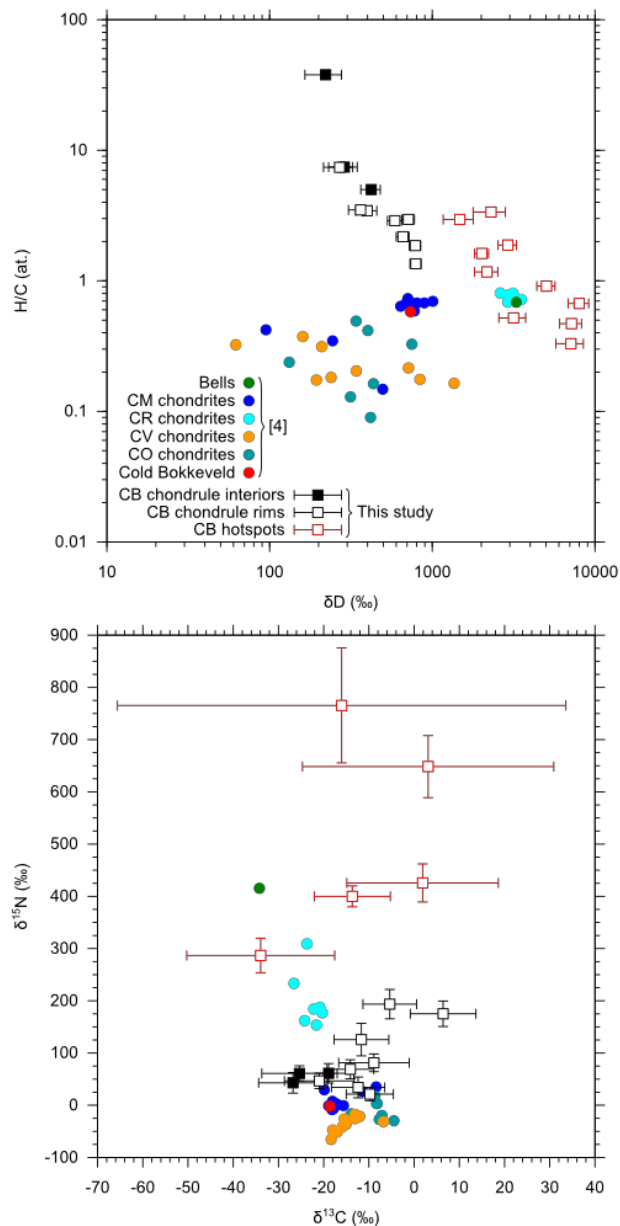 100
10
1
0.1
0.01
H/C (at.)
Bells
CM chondrites
CR chondrites
CV chondrites
CO chondrites
Cold Bokkeveld
[4]
CB chondrule interiors
CB chondrule rims
CB hotspots
This study
10 100 1000 10000
δD (‰)
900
800
700
600
500
400
300
200
100
0
-100
δ¹⁵N (‰)
-70 -60 -50 -40 -30 -20 -10 0 10 20 30 40
δ¹³C (‰)